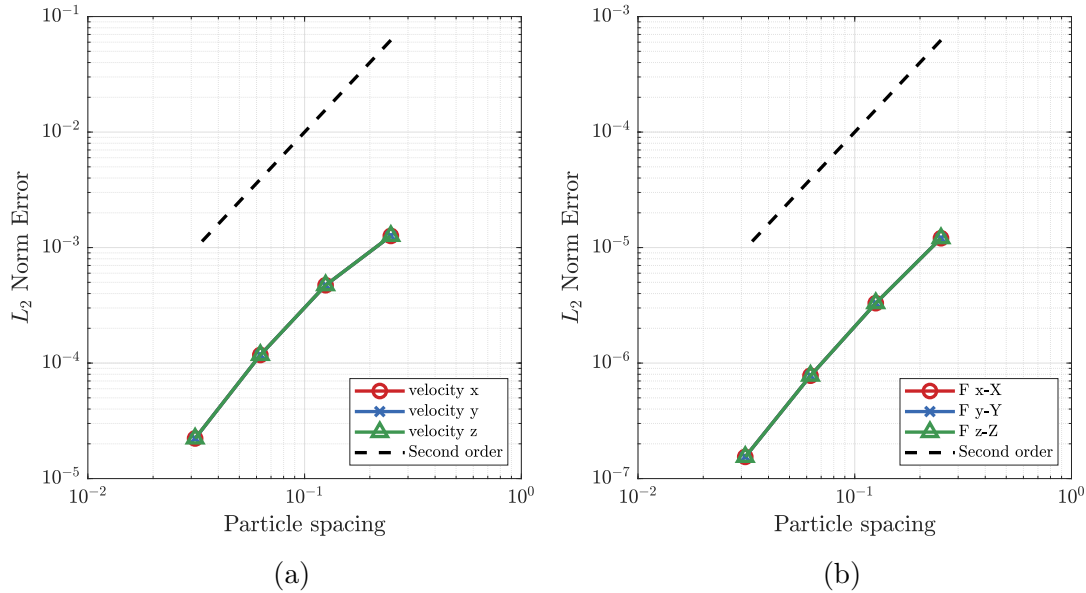 10^-1
10^-2
10^-3
10^-4
10^-5
L_2 Norm Error
velocity x
velocity y
velocity z
Second order
10^-2
10^-1
10^0
Particle spacing
(a)
10^-3
10^-4
10^-5
10^-6
10^-7
L_2 Norm Error
F x-X
F y-Y
F z-Z
Second order
10^-2
10^-1
10^0
Particle spacing
(b)